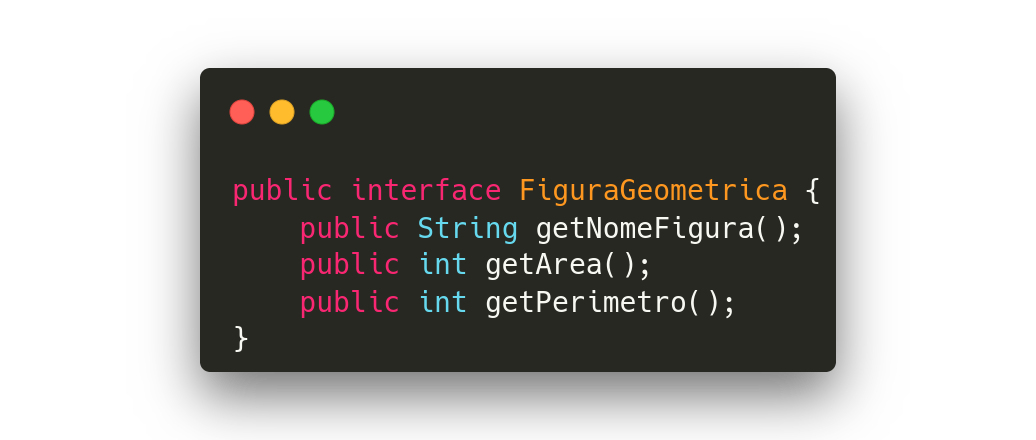 public interface FiguraGeometrica {
    public String getNomeFigura();
    public int getArea();
    public int getPerimetro();
}